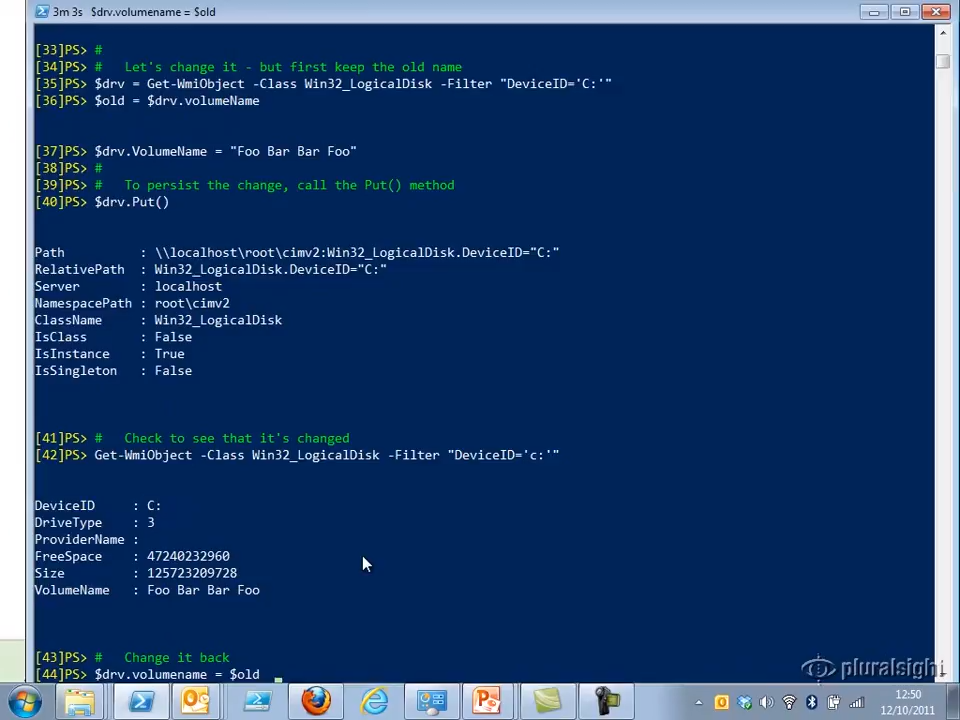 3m 3s $drv.volumename = $old
[33]PS> #
[34]PS> #   Let's change it - but first keep the old name
[35]PS> $drv = Get-WmiObject -Class Win32_LogicalDisk -Filter "DeviceID='C:'"
[36]PS> $old = $drv.volumeName
[37]PS> $drv.VolumeName = "Foo Bar Bar Foo"
[38]PS> #
[39]PS> #   To persist the change, call the Put() method
[40]PS> $drv.Put()
Path          : \\localhost\root\cimv2:Win32_LogicalDisk.DeviceID="C:"
RelativePath  : Win32_LogicalDisk.DeviceID="C:"
Server        : localhost
NamespacePath : root\cimv2
ClassName     : Win32_LogicalDisk
IsClass       : False
IsInstance    : True
IsSingleton   : False
[41]PS> #   Check to see that it's changed
[42]PS> Get-WmiObject -Class Win32_LogicalDisk -Filter "DeviceID='c:'"
DeviceID     : C:
DriveType    : 3
ProviderName :
FreeSpace    : 47240232960
Size         : 125723209728
VolumeName   : Foo Bar Bar Foo
[43]PS> #   Change it back
[44]PS> $drv.volumename = $old
pluralsight
12:50
12/10/2011